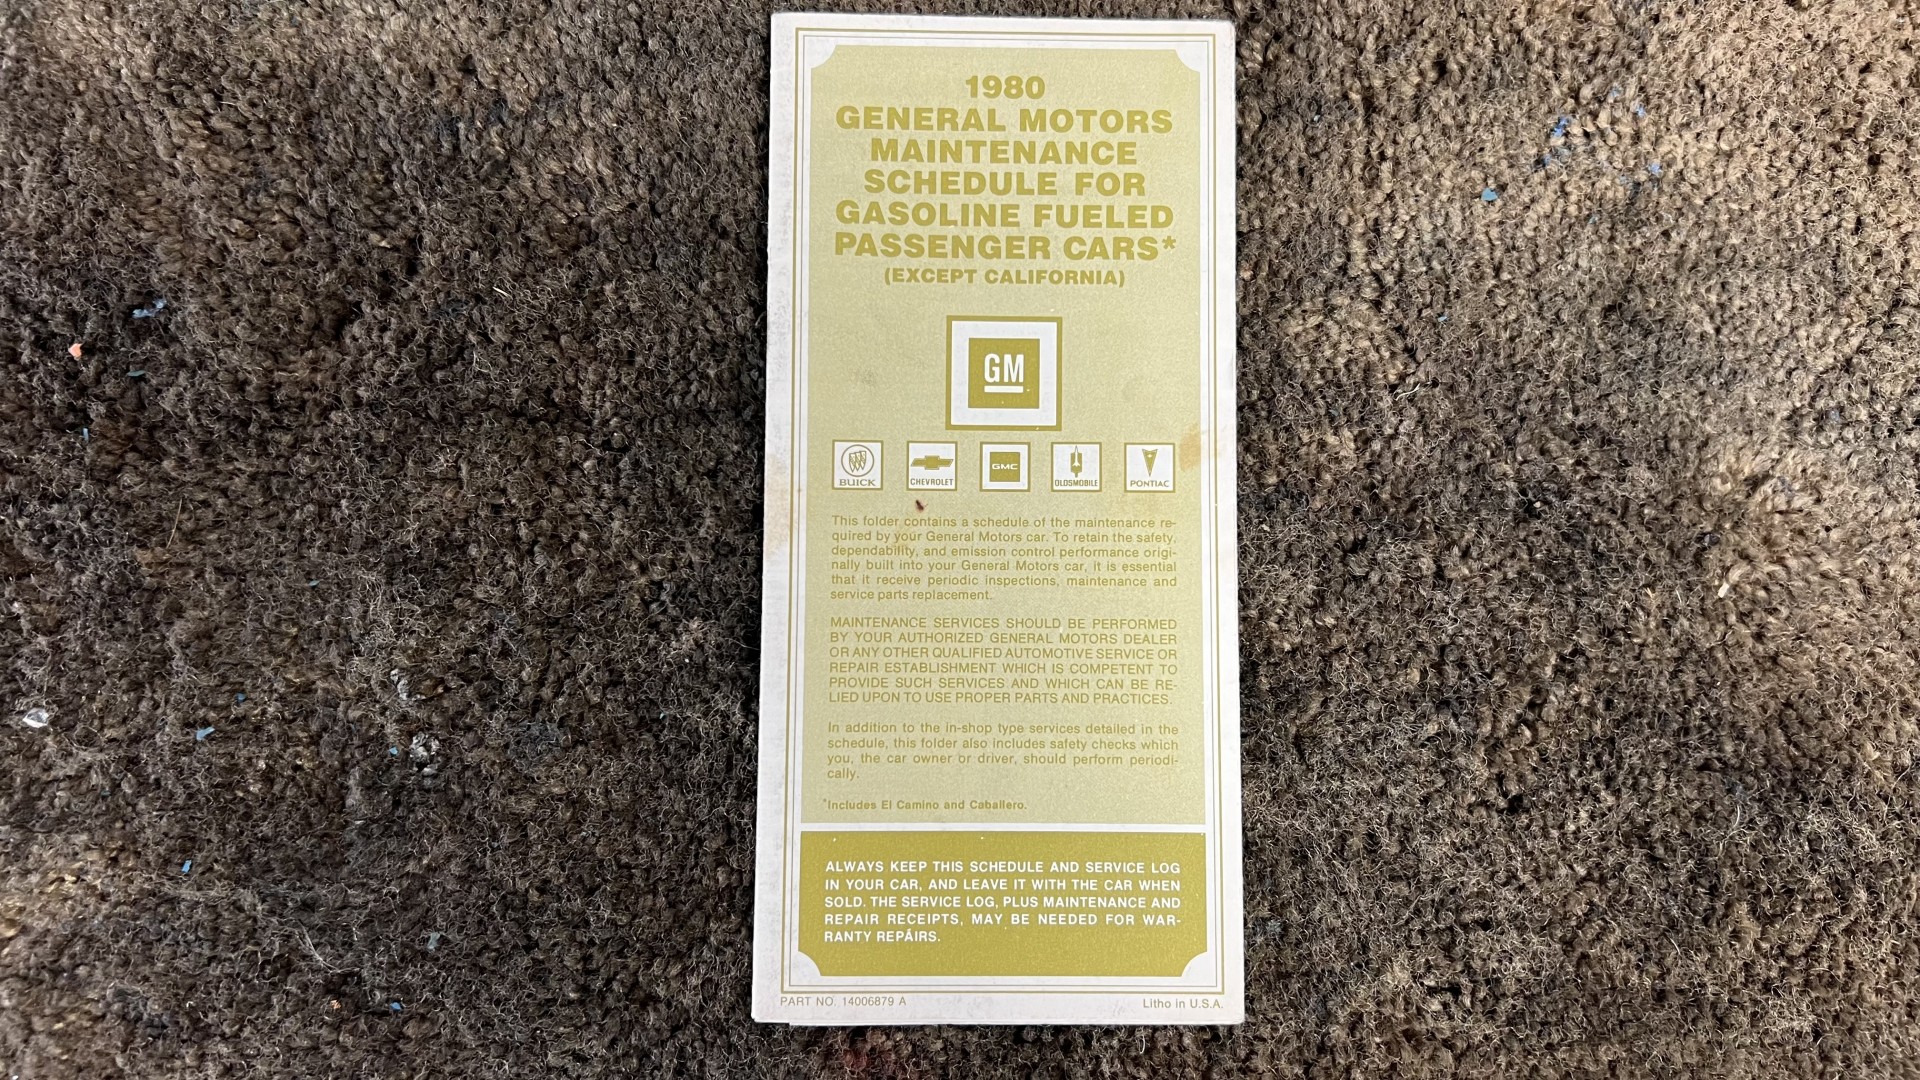 1980
GENERAL MOTORS
MAINTENANCE
SCHEDULE FOR
GASOLINE FUELED
PASSENGER CARS*
(EXCEPT CALIFORNIA)
GM
BUICK CHEVROLET GMC OLDSMOBILE PONTIAC
This folder contains a schedule of the maintenance re-
quired by your General Motors car. To retain the safety,
dependability, and emission control performance origi-
nally built into your General Motors car, it is essential
that it receive periodic inspections, maintenance and
service parts replacement.
MAINTENANCE SERVICES SHOULD BE PERFORMED
BY YOUR AUTHORIZED GENERAL MOTORS DEALER
OR ANY OTHER QUALIFIED AUTOMOTIVE SERVICE OR
REPAIR ESTABLISHMENT WHICH IS COMPETENT TO
PROVIDE SUCH SERVICES AND WHICH CAN BE RE-
LIED UPON TO USE PROPER PARTS AND PRACTICES.
In addition to the in-shop type services detailed in the
schedule, this folder also includes safety checks which
you, the car owner or driver, should perform periodi-
cally.
*Includes El Camino and Caballero.
ALWAYS KEEP THIS SCHEDULE AND SERVICE LOG
IN YOUR CAR, AND LEAVE IT WITH THE CAR WHEN
SOLD. THE SERVICE LOG, PLUS MAINTENANCE AND
REPAIR RECEIPTS, MAY BE NEEDED FOR WAR-
RANTY REPAIRS.
PART NO. 14006879 A Litho in U.S.A.